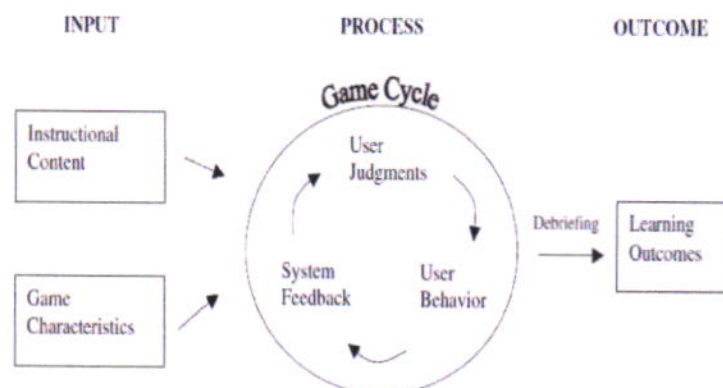 INPUT
PROCESS
OUTCOME
Game Cycle
Instructional
Content
User
Judgments
Debriefing
Learning
Outcomes
System
Feedback
User
Behavior
Game
Characteristics